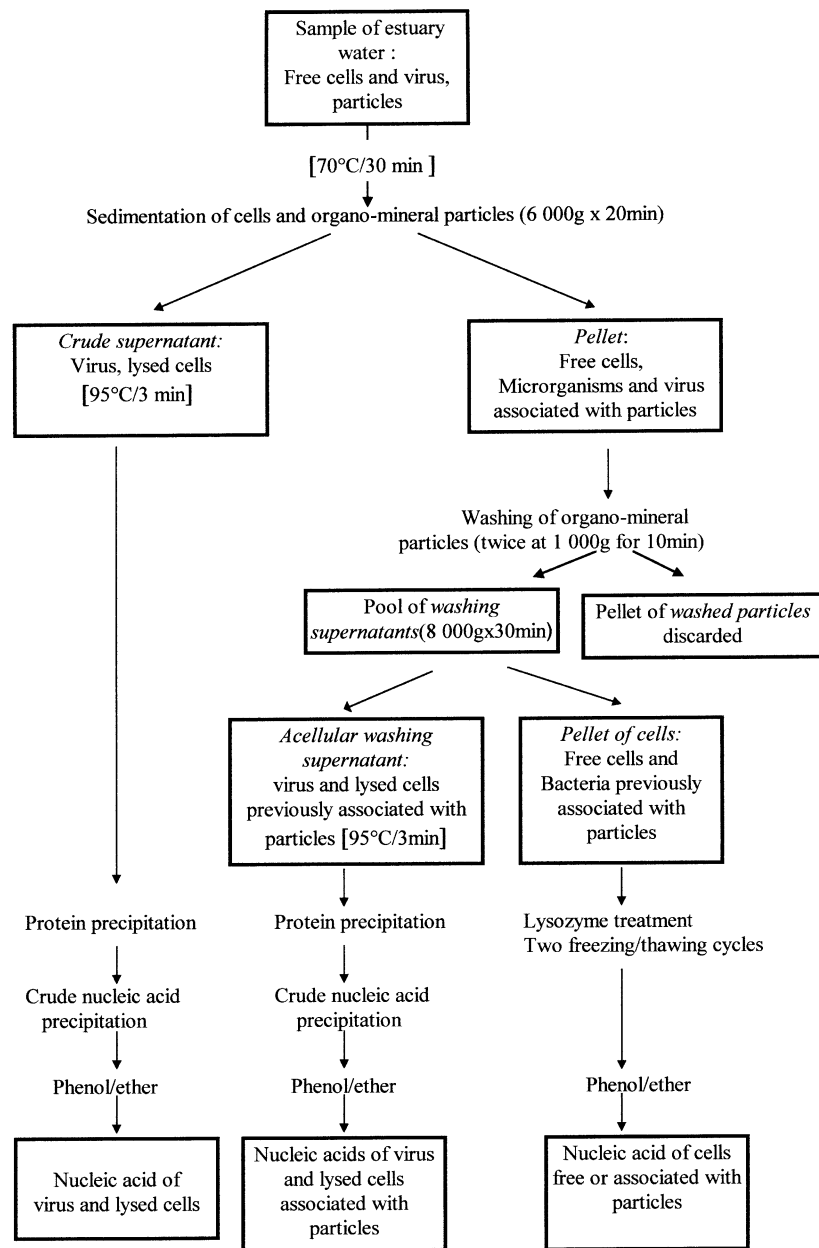 Sample of estuary
water :
Free cells and virus,
particles
[70°C/30 min ]
Sedimentation of cells and organo-mineral particles (6 000g x 20min)
Crude supernatant:
Virus, lysed cells
[95°C/3 min]
Pellet:
Free cells,
Microrganisms and virus
associated with particles
Washing of organo-mineral
particles (twice at 1 000g for 10min)
Pool of washing
supernatants(8 000gx30min)
Pellet of washed particles
discarded
Acellular washing
supernatant:
virus and lysed cells
previously associated with
particles [95°C/3min]
Pellet of cells:
Free cells and
Bacteria previously
associated with
particles
Protein precipitation
Crude nucleic acid
precipitation
Phenol/ether
Nucleic acid of
virus and lysed cells
Protein precipitation
Crude nucleic acid
precipitation
Phenol/ether
Nucleic acids of virus
and lysed cells
associated with
particles
Lysozyme treatment
Two freezing/thawing cycles
Phenol/ether
Nucleic acid of cells
free or associated with
particles